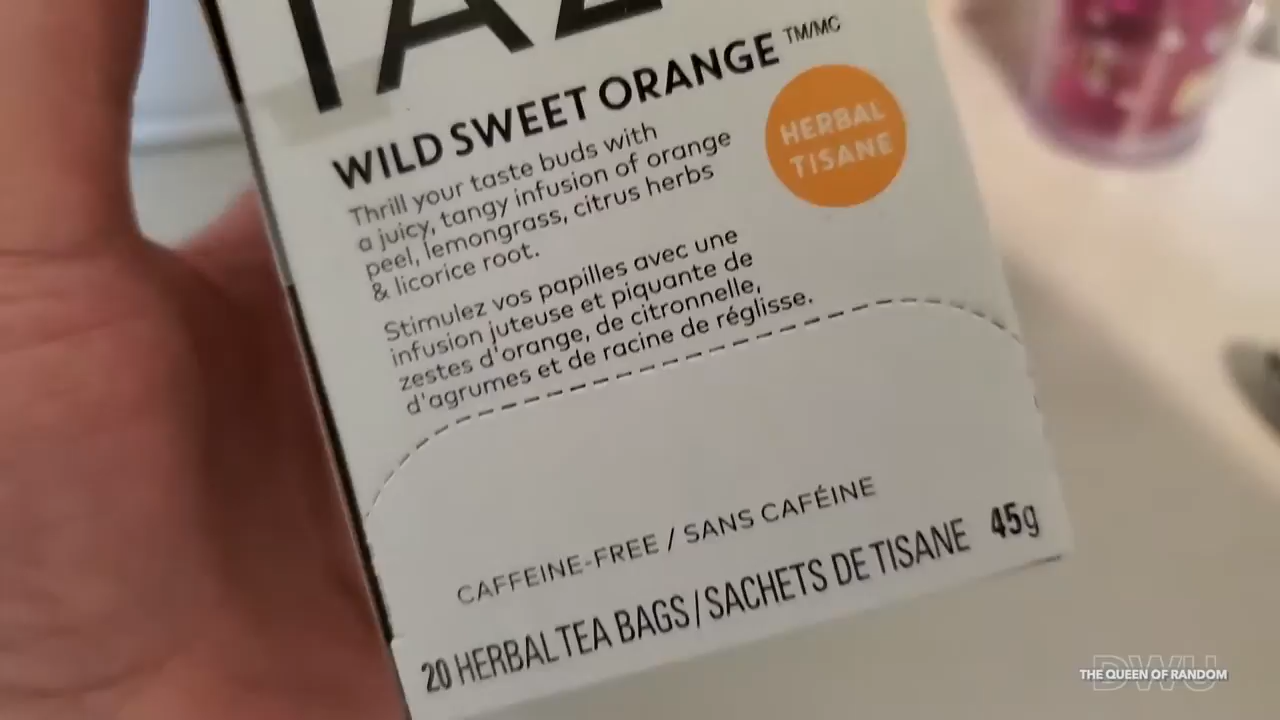 TAZ
WILD SWEET ORANGE TM/MC
HERBAL
TISANE
Thrill your taste buds with
a juicy, tangy infusion of orange
peel, lemongrass, citrus herbs
& licorice root.
Stimulez vos papilles avec une
infusion juteuse et piquante de
zestes d'orange, de citronnelle,
d'agrumes et de racine de réglisse.
CAFFEINE-FREE / SANS CAFÉINE
20 HERBAL TEA BAGS / SACHETS DE TISANE 45g
DWU
THE QUEEN OF RANDOM